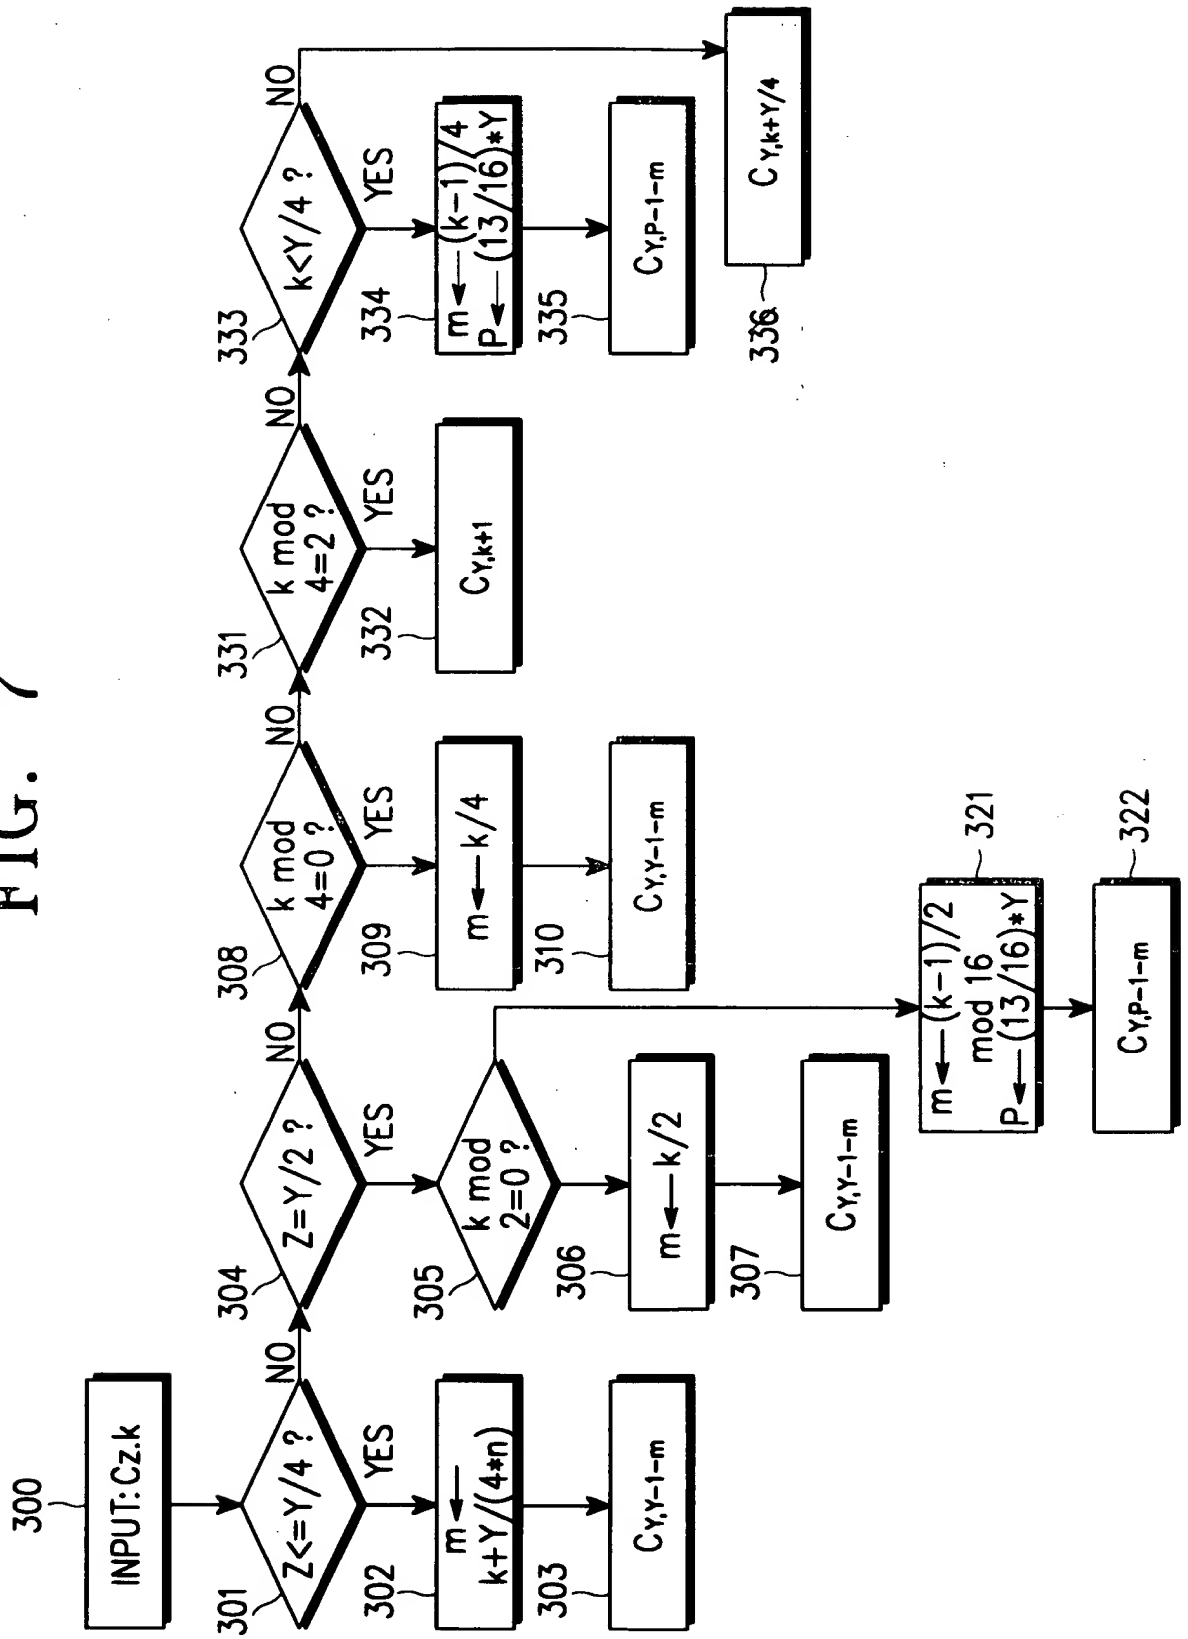 FIG. 7
300
INPUT:Cz.k
301
Z<=Y/4 ?
YES
NO
302
m ←
k+Y/(4*n)
303
CY,Y-1-m
304
Z=Y/2 ?
YES
NO
305
k mod
2=0 ?
306
m ← k/2
307
CY,Y-1-m
321
m ← (k-1)/2
mod 16
P ← (13/16)*Y
322
CY,P-1-m
308
k mod
4=0 ?
YES
NO
309
m ← k/4
310
CY,Y-1-m
331
k mod
4=2 ?
YES
NO
332
CY,k+1
333
k<Y/4 ?
YES
NO
334
m ← (k-1)/4
P ← (13/16)*Y
335
CY,P-1-m
336
CY,k+Y/4